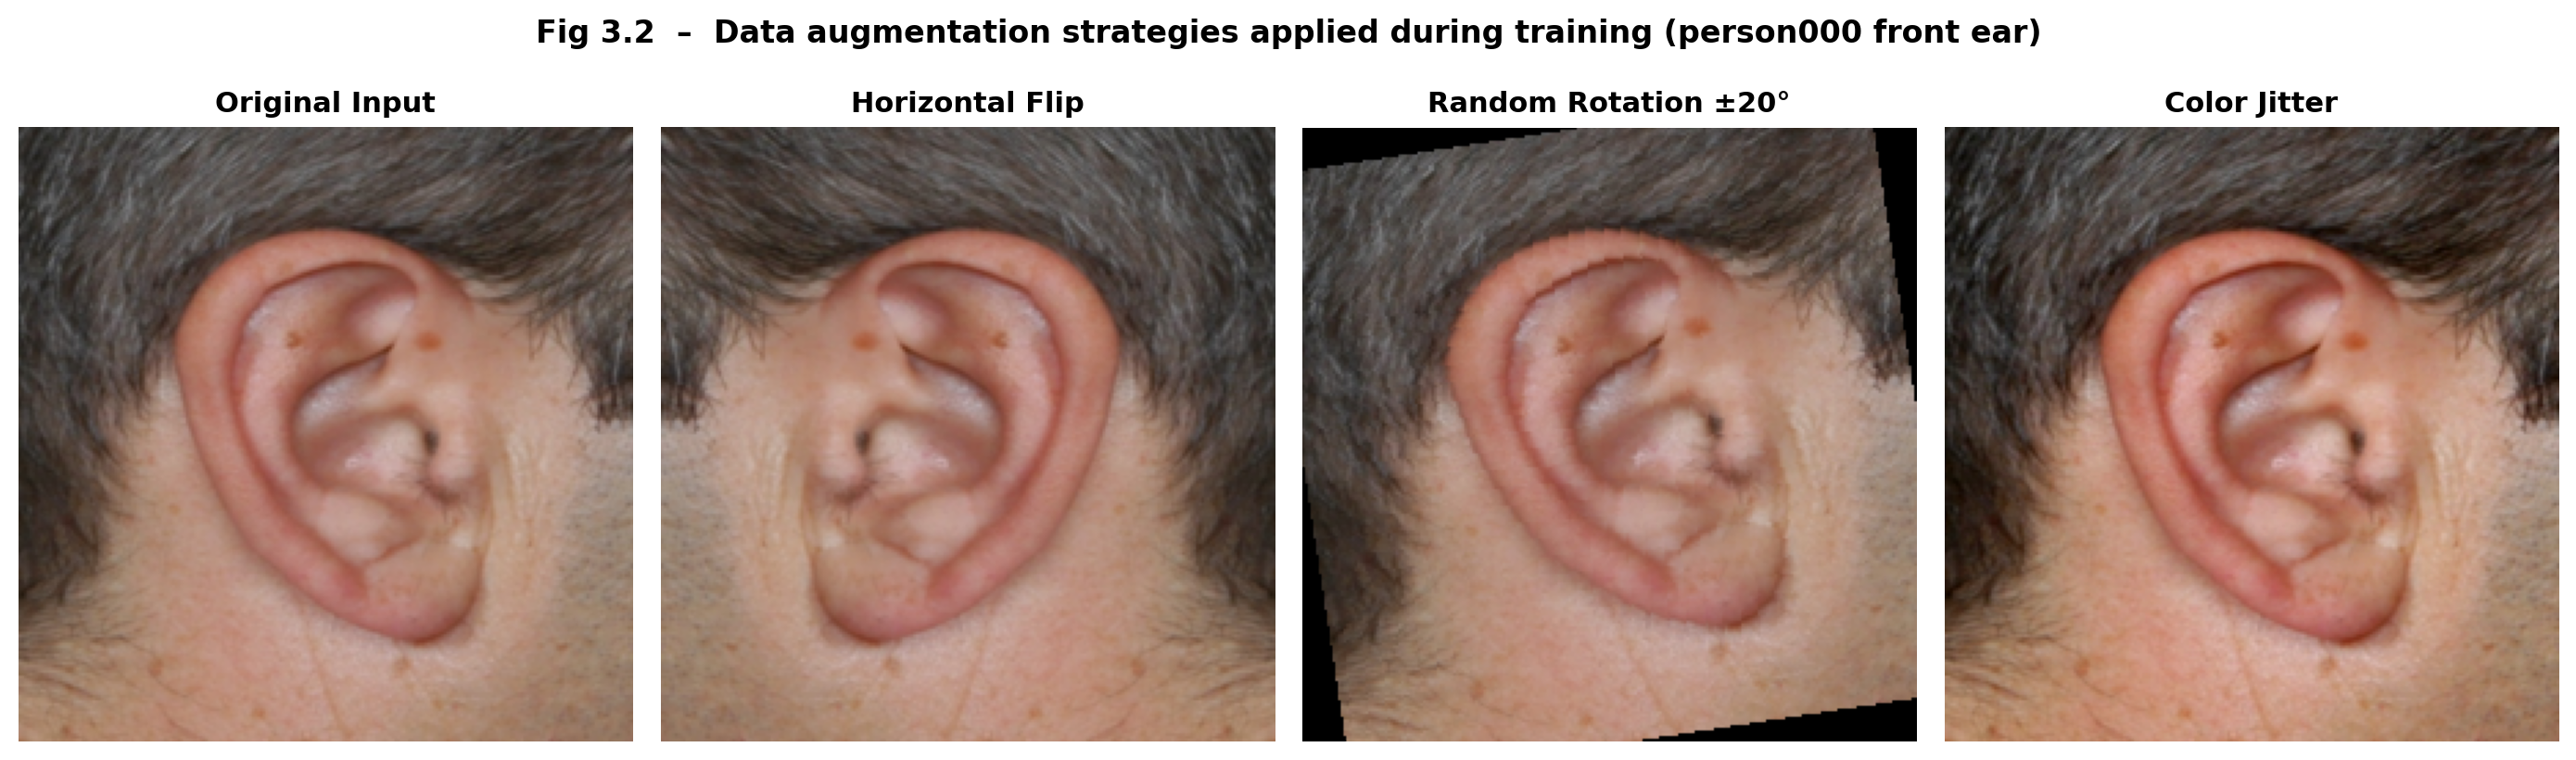 Fig 3.2 – Data augmentation strategies applied during training (person000 front ear)
Original Input
Horizontal Flip
Random Rotation ±20°
Color Jitter